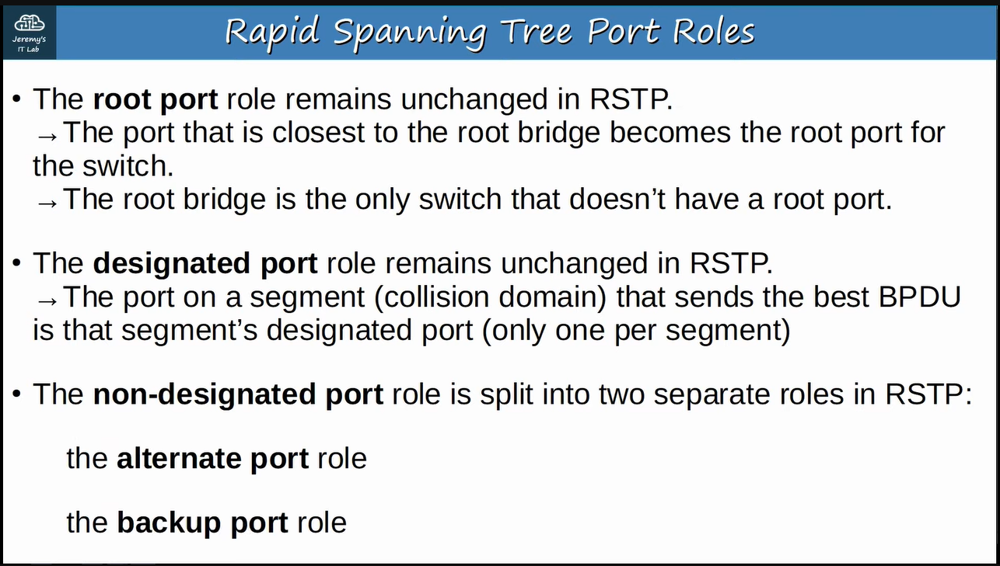 Jeremy's
IT Lab
Rapid Spanning Tree Port Roles
• The root port role remains unchanged in RSTP.
→The port that is closest to the root bridge becomes the root port for
the switch.
→The root bridge is the only switch that doesn’t have a root port.
• The designated port role remains unchanged in RSTP.
→The port on a segment (collision domain) that sends the best BPDU
is that segment’s designated port (only one per segment)
• The non-designated port role is split into two separate roles in RSTP:
the alternate port role
the backup port role